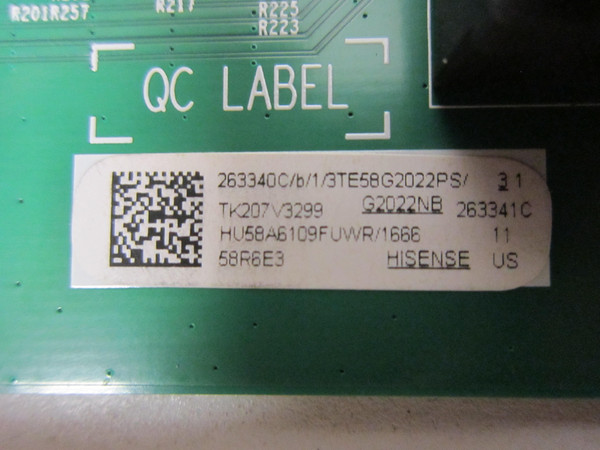 R201R257
R217
R225
R223
QC LABEL
263340C/b/1/3TE58G2022PS/ 3 1
TK207V3299 G2022NB 263341C
HU58A6109FUWR/1666 11
58R6E3 HISENSE US